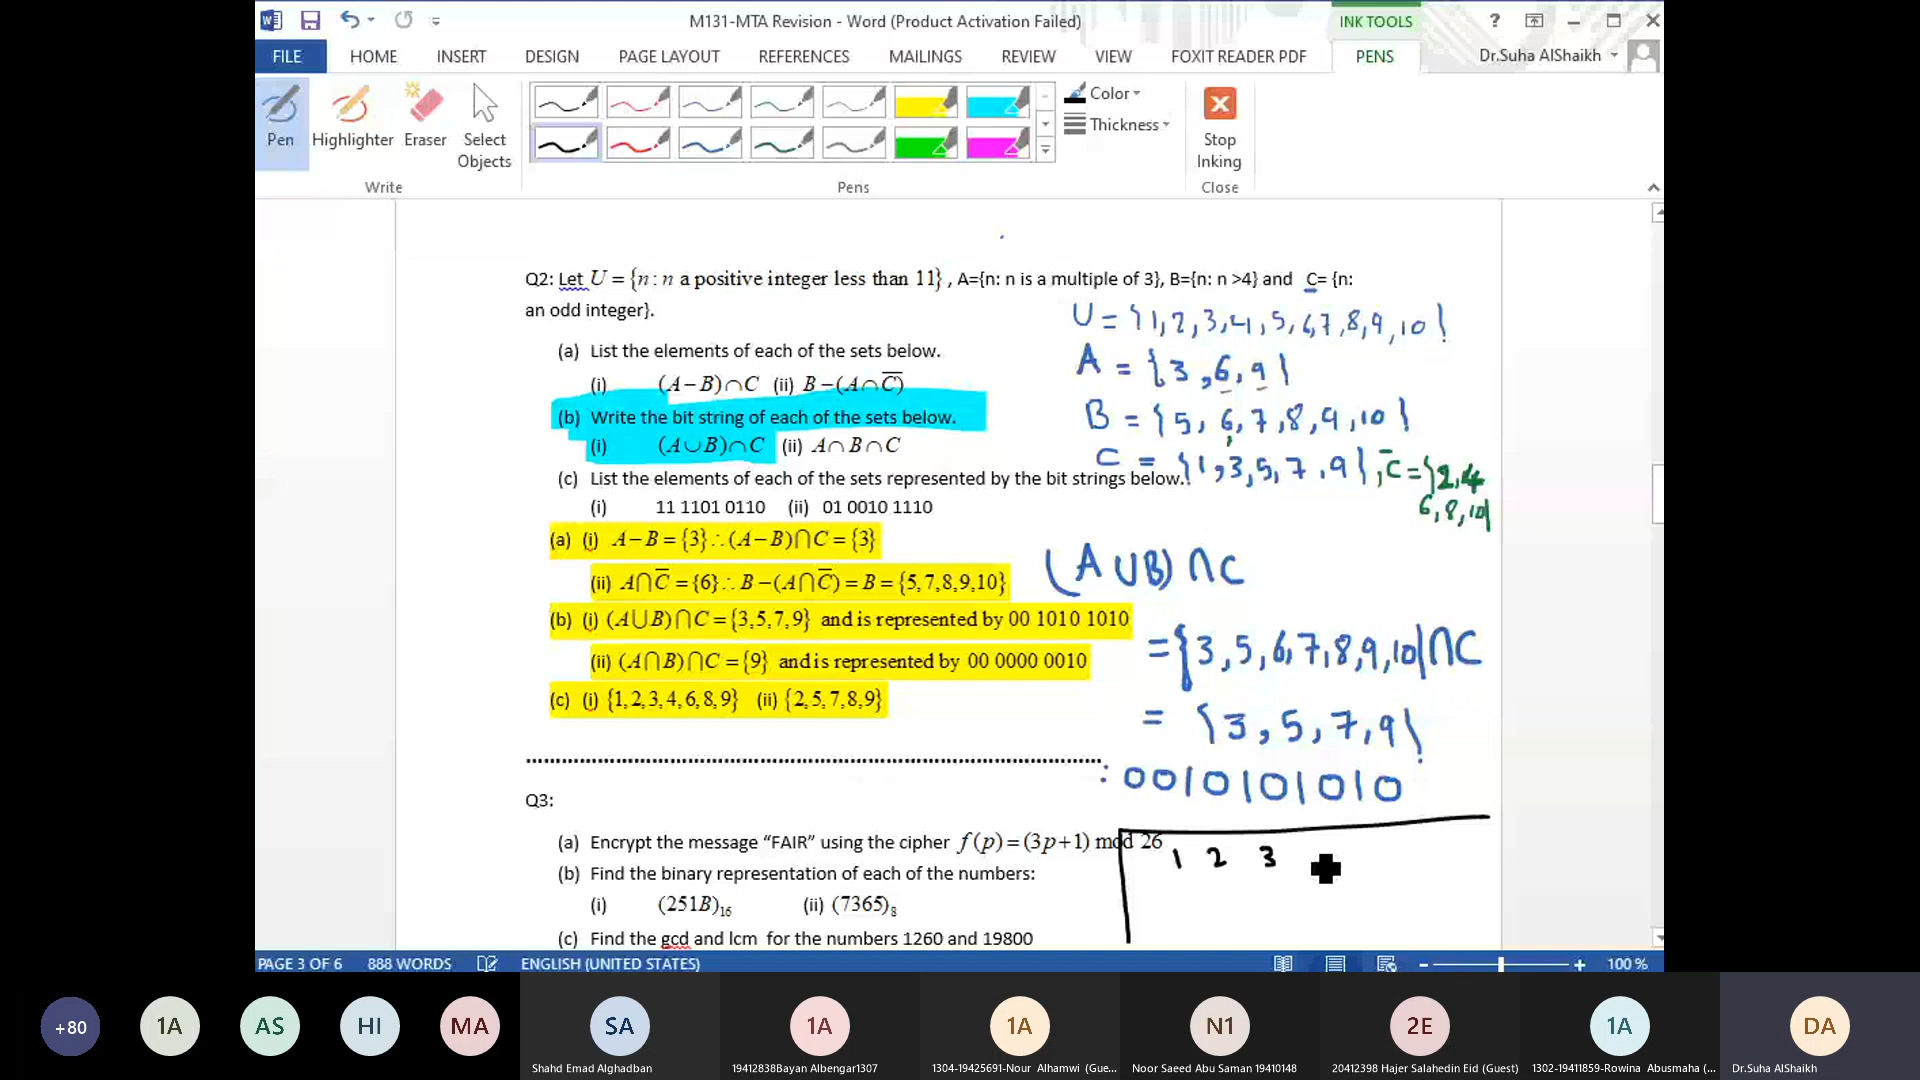 M131-MTA Revision - Word (Product Activation Failed)
INK TOOLS
FILE HOME INSERT DESIGN PAGE LAYOUT REFERENCES MAILINGS REVIEW VIEW FOXIT READER PDF PENS Dr.Suha AlShaikh
Pen Highlighter Eraser Select Objects
Color
Thickness
Stop Inking
Write Pens Close
Q2: Let U = {n : n a positive integer less than 11} , A={n: n is a multiple of 3}, B={n: n >4} and C= {n:
an odd integer}.
U = {1, 2, 3, 4, 5, 6, 7, 8, 9, 10}
(a) List the elements of each of the sets below.
A = {3, 6, 9}
(i) (A − B) ∩ C (ii) B − (A ∩ C̅)
(b) Write the bit string of each of the sets below.
B = {5, 6, 7, 8, 9, 10}
(i) (A ∪ B) ∩ C (ii) A ∩ B ∩ C
C = {1, 3, 5, 7, 9}, C̅ = {2, 4
6, 8, 10}
(c) List the elements of each of the sets represented by the bit strings below.
(i) 11 1101 0110 (ii) 01 0010 1110
(a) (i) A − B = {3} ∴ (A − B) ⋂ C = {3}
(A ∪ B) ∩ C
(ii) A ⋂ C̅ = {6} ∴ B − (A ⋂ C̅) = B = {5, 7, 8, 9, 10}
(b) (i) (A ⋃ B) ⋂ C = {3, 5, 7, 9} and is represented by 00 1010 1010
= {3, 5, 6, 7, 8, 9, 10} ∩ C
(ii) (A ⋂ B) ⋂ C = {9} and is represented by 00 0000 0010
(c) (i) {1, 2, 3, 4, 6, 8, 9} (ii) {2, 5, 7, 8, 9}
= {3, 5, 7, 9}
: 0010101010
Q3:
(a) Encrypt the message “FAIR” using the cipher f (p) = (3p + 1) mod 26
1 2 3
(b) Find the binary representation of each of the numbers:
(i) (251B)16 (ii) (7365)8
(c) Find the gcd and lcm for the numbers 1260 and 19800
PAGE 3 OF 6 888 WORDS ENGLISH (UNITED STATES) 100 %
+80 1A AS HI MA SA 1A 1A N1 2E 1A DA
Shahd Emad Alghadban
19412838Bayan Albengar1307
1304-19425691-Nour Alhamwi (Gue...
Noor Saeed Abu Saman 19410148
20412398 Hajer Salahedin Eid (Guest)
1302-19411859-Rowina Abusmaha (...
Dr.Suha AlShaikh